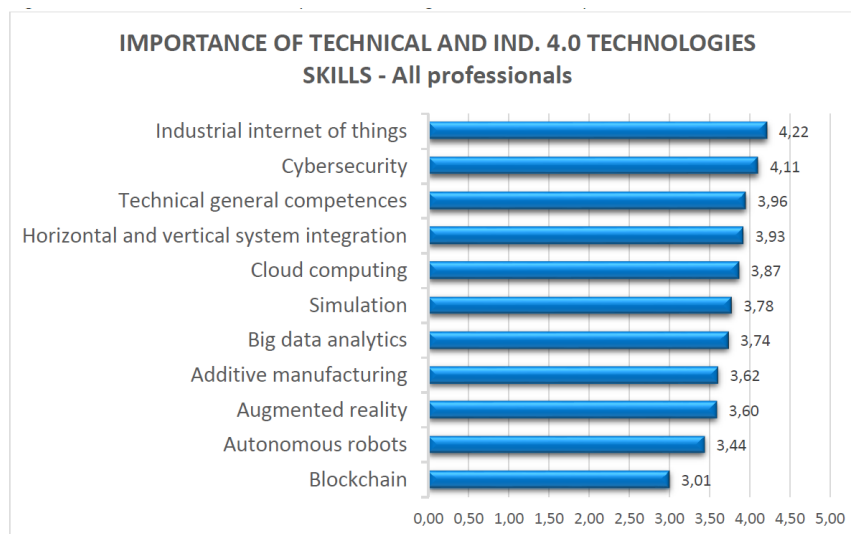 IMPORTANCE OF TECHNICAL AND IND. 4.0 TECHNOLOGIES
SKILLS - All professionals
Industrial internet of things 4,22
Cybersecurity 4,11
Technical general competences 3,96
Horizontal and vertical system integration 3,93
Cloud computing 3,87
Simulation 3,78
Big data analytics 3,74
Additive manufacturing 3,62
Augmented reality 3,60
Autonomous robots 3,44
Blockchain 3,01
0,00 0,50 1,00 1,50 2,00 2,50 3,00 3,50 4,00 4,50 5,00